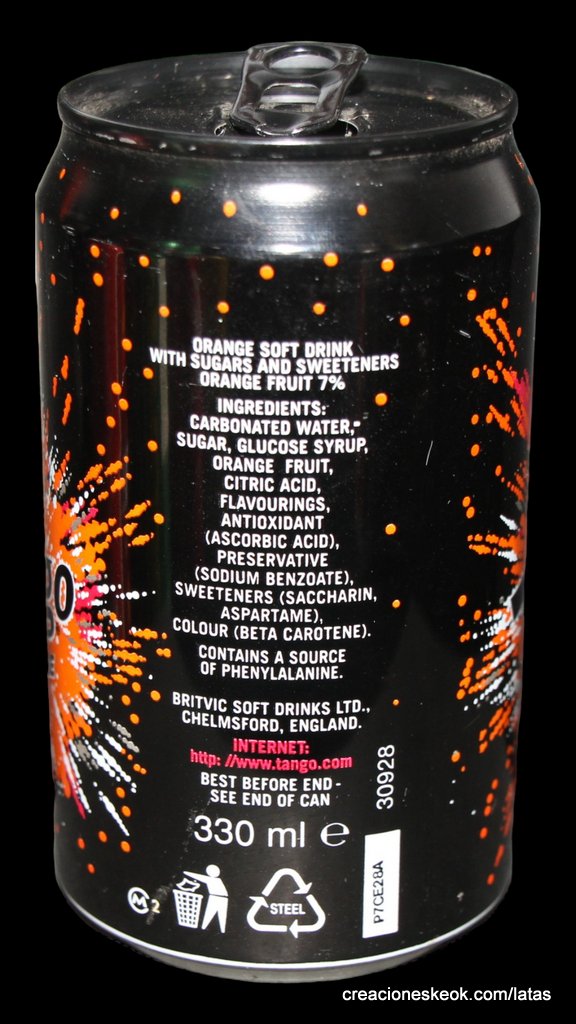 ORANGE SOFT DRINK
WITH SUGARS AND SWEETENERS
ORANGE FRUIT 7%
INGREDIENTS:
CARBONATED WATER,
SUGAR, GLUCOSE SYRUP,
ORANGE FRUIT,
CITRIC ACID,
FLAVOURINGS,
ANTIOXIDANT
(ASCORBIC ACID),
PRESERVATIVE
(SODIUM BENZOATE),
SWEETENERS (SACCHARIN,
ASPARTAME),
COLOUR (BETA CAROTENE).
CONTAINS A SOURCE
OF PHENYLALANINE.
BRITVIC SOFT DRINKS LTD.,
CHELMSFORD, ENGLAND.
INTERNET:
http: //www.tango.com
BEST BEFORE END -
SEE END OF CAN
30928
330 ml ℮
M 2
STEEL
P7CE28A
creacioneskeok.com/latas